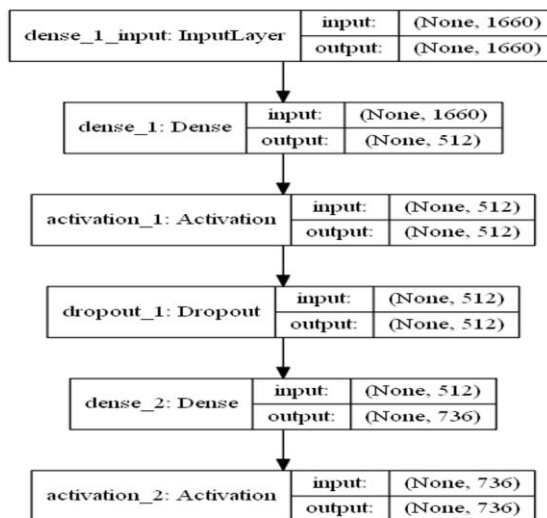 dense_1_input: InputLayer
input: (None, 1660)
output: (None, 1660)
dense_1: Dense
input: (None, 1660)
output: (None, 512)
activation_1: Activation
input: (None, 512)
output: (None, 512)
dropout_1: Dropout
input: (None, 512)
output: (None, 512)
dense_2: Dense
input: (None, 512)
output: (None, 736)
activation_2: Activation
input: (None, 736)
output: (None, 736)